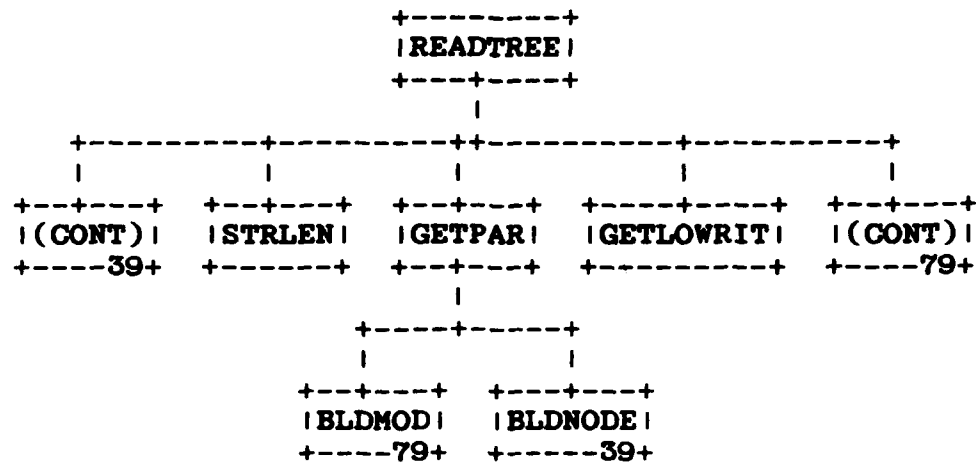 READTREE
(CONT) STRLEN GETPAR GETLOWRIT (CONT)
39 79
BLDMOD BLDNODE
79 39